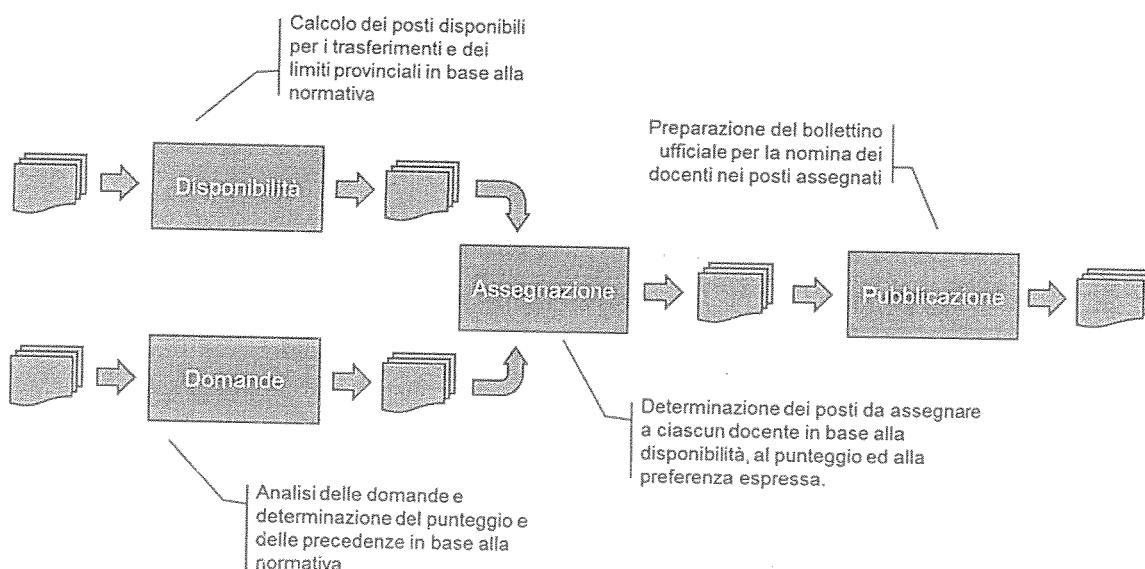 Calcolo dei posti disponibili
per i trasferimenti e dei
limiti provinciali in base alla
normativa
Preparazione del bollettino
ufficiale per la nomina dei
docenti nei posti assegnati
Disponibilità
Assegnazione
Pubblicazione
Domande
Determinazione dei posti da assegnare
a ciascun docente in base alla
disponibilità, al punteggio ed alla
preferenza espressa.
Analisi delle domande e
determinazione del punteggio e
delle precedenze in base alla
normativa